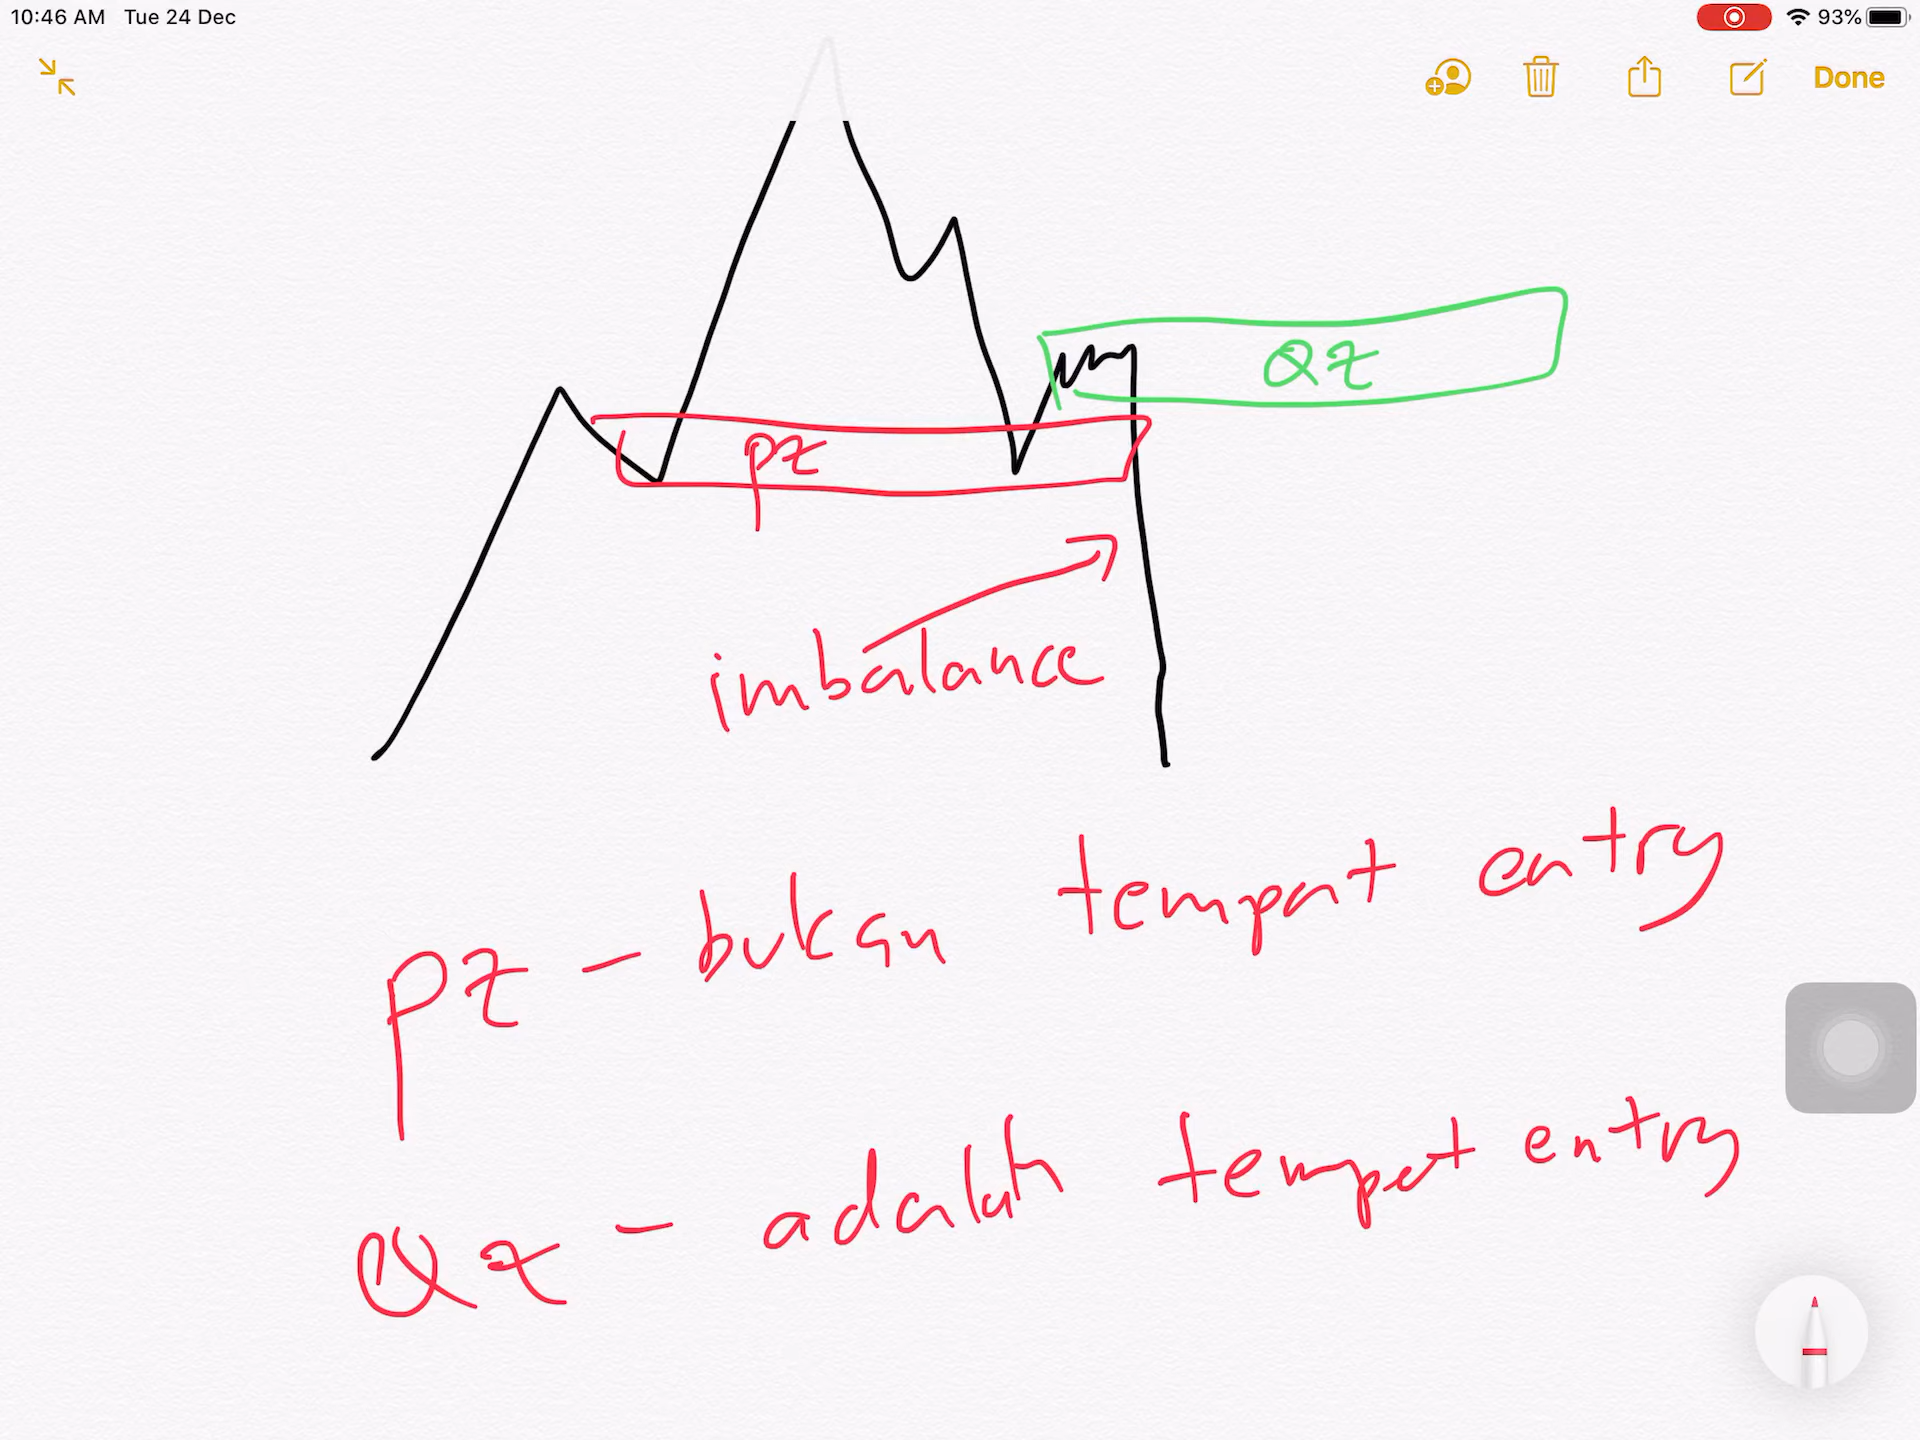 10:46 AM Tue 24 Dec
93%
Done
QZ
PZ
imbalance
PZ - bukan tempat entry
QZ - adalah tempat entry